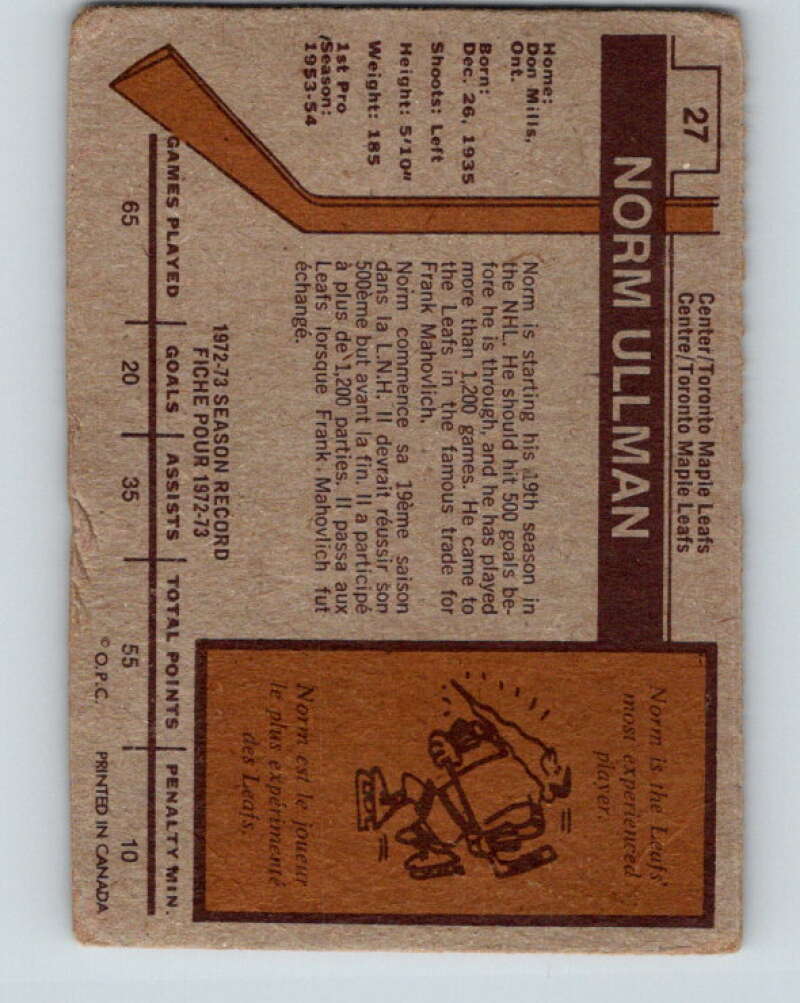 27
Center/Toronto Maple Leafs
Centre/Toronto Maple Leafs
NORM ULLMAN
Home:
Don Mills,
Ont.
Born:
Dec. 26, 1935
Shoots: Left
Height: 5'10"
Weight: 185
1st Pro
Season:
1953-54
Norm is starting his 19th season in
the NHL. He should hit 500 goals be-
fore he is through, and he has played
more than 1,200 games. He came to
the Leafs in the famous trade for
Frank Mahovlich.
Norm commence sa 19ème saison
dans la L.N.H. Il devrait réussir son
500ème but avant la fin. Il a participé
à plus de 1,200 parties. Il passa aux
Leafs lorsque Frank Mahovlich fut
échangé.
Norm is the Leafs'
most experienced
player.
Norm est le joueur
le plus expérimenté
des Leafs.
1972-73 SEASON RECORD
FICHE POUR 1972-73
GAMES PLAYED GOALS ASSISTS TOTAL POINTS PENALTY MIN.
65 20 35 55 10
© O.P.C. PRINTED IN CANADA